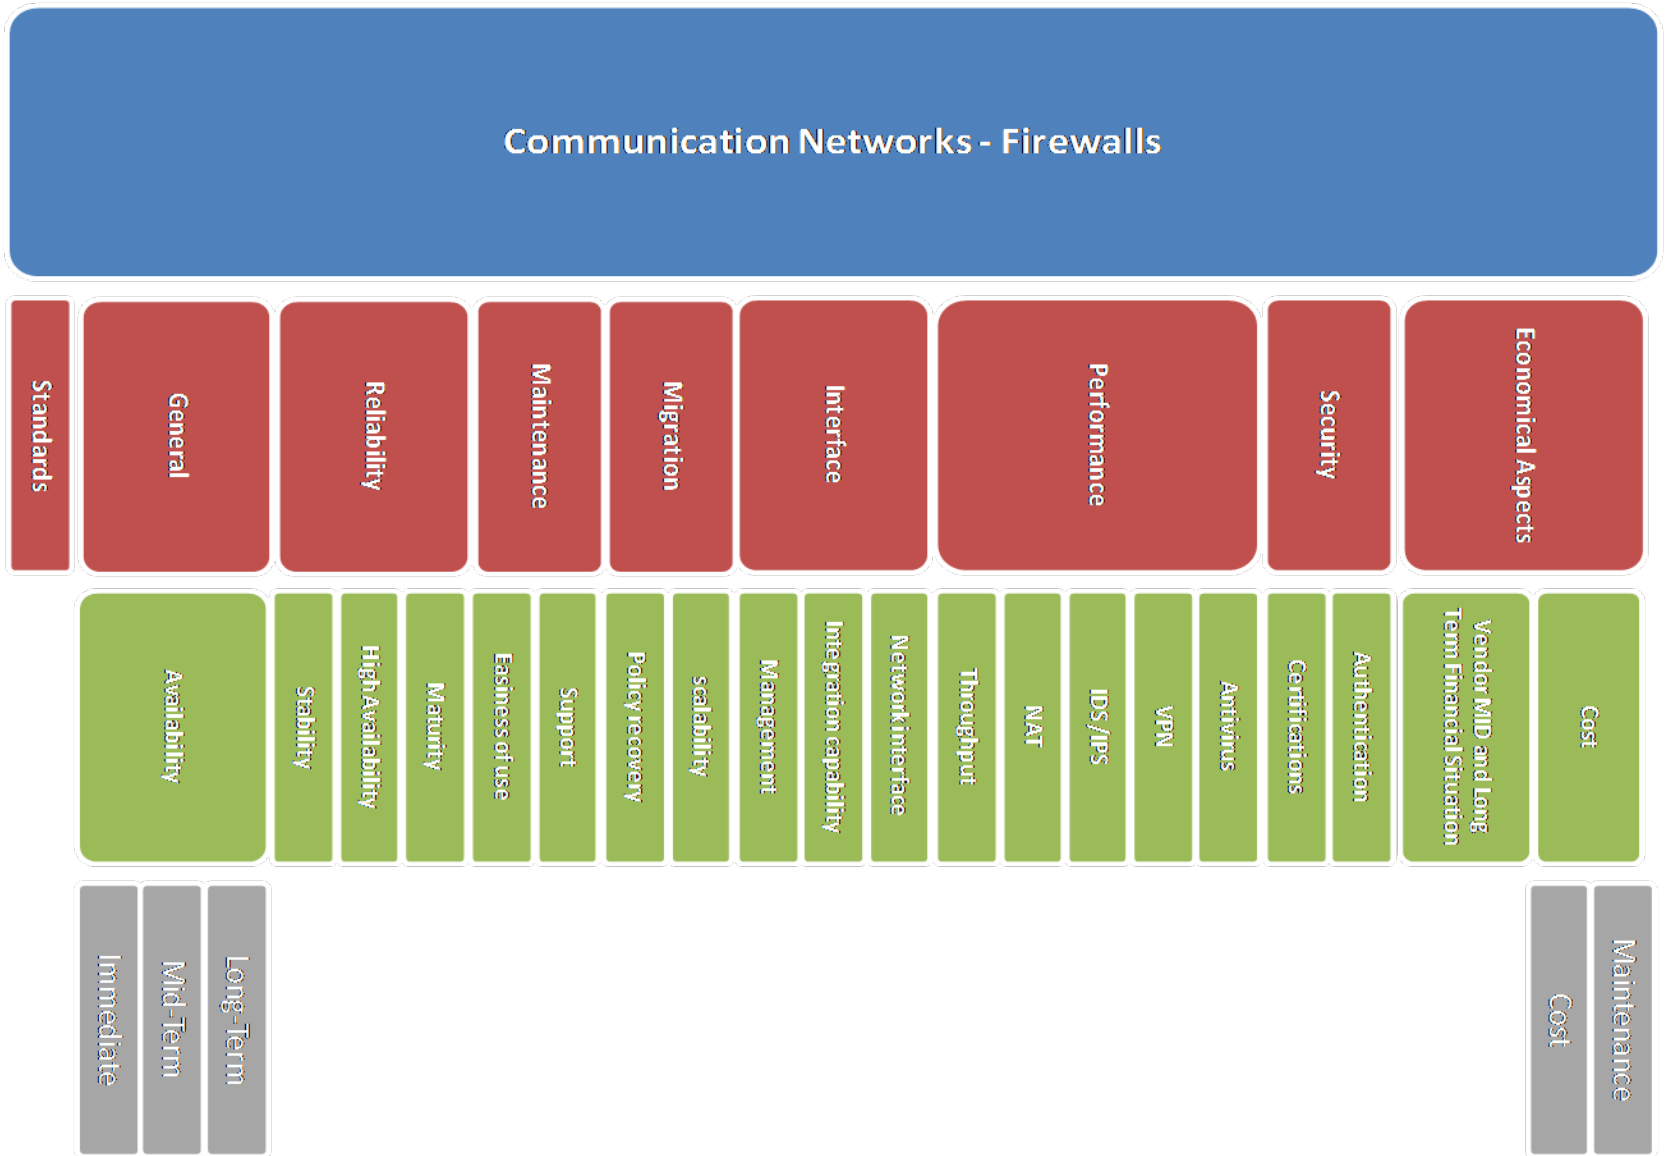 Communication Networks - Firewalls
Standards
General
Reliability
Maintenance
Migration
Interface
Performance
Security
Economical Aspects
Availability
Stability
High Availability
Maturity
Easiness of use
Support
Policy recovery
scalability
Management
Integration capability
Network interface
Throughput
NAT
IDS/IPS
VPN
Antivirus
Certifications
Authentication
Vendor MID and Long
Term Financial Situation
Cost
Immediate
Mid-Term
Long-Term
Cost
Maintenance